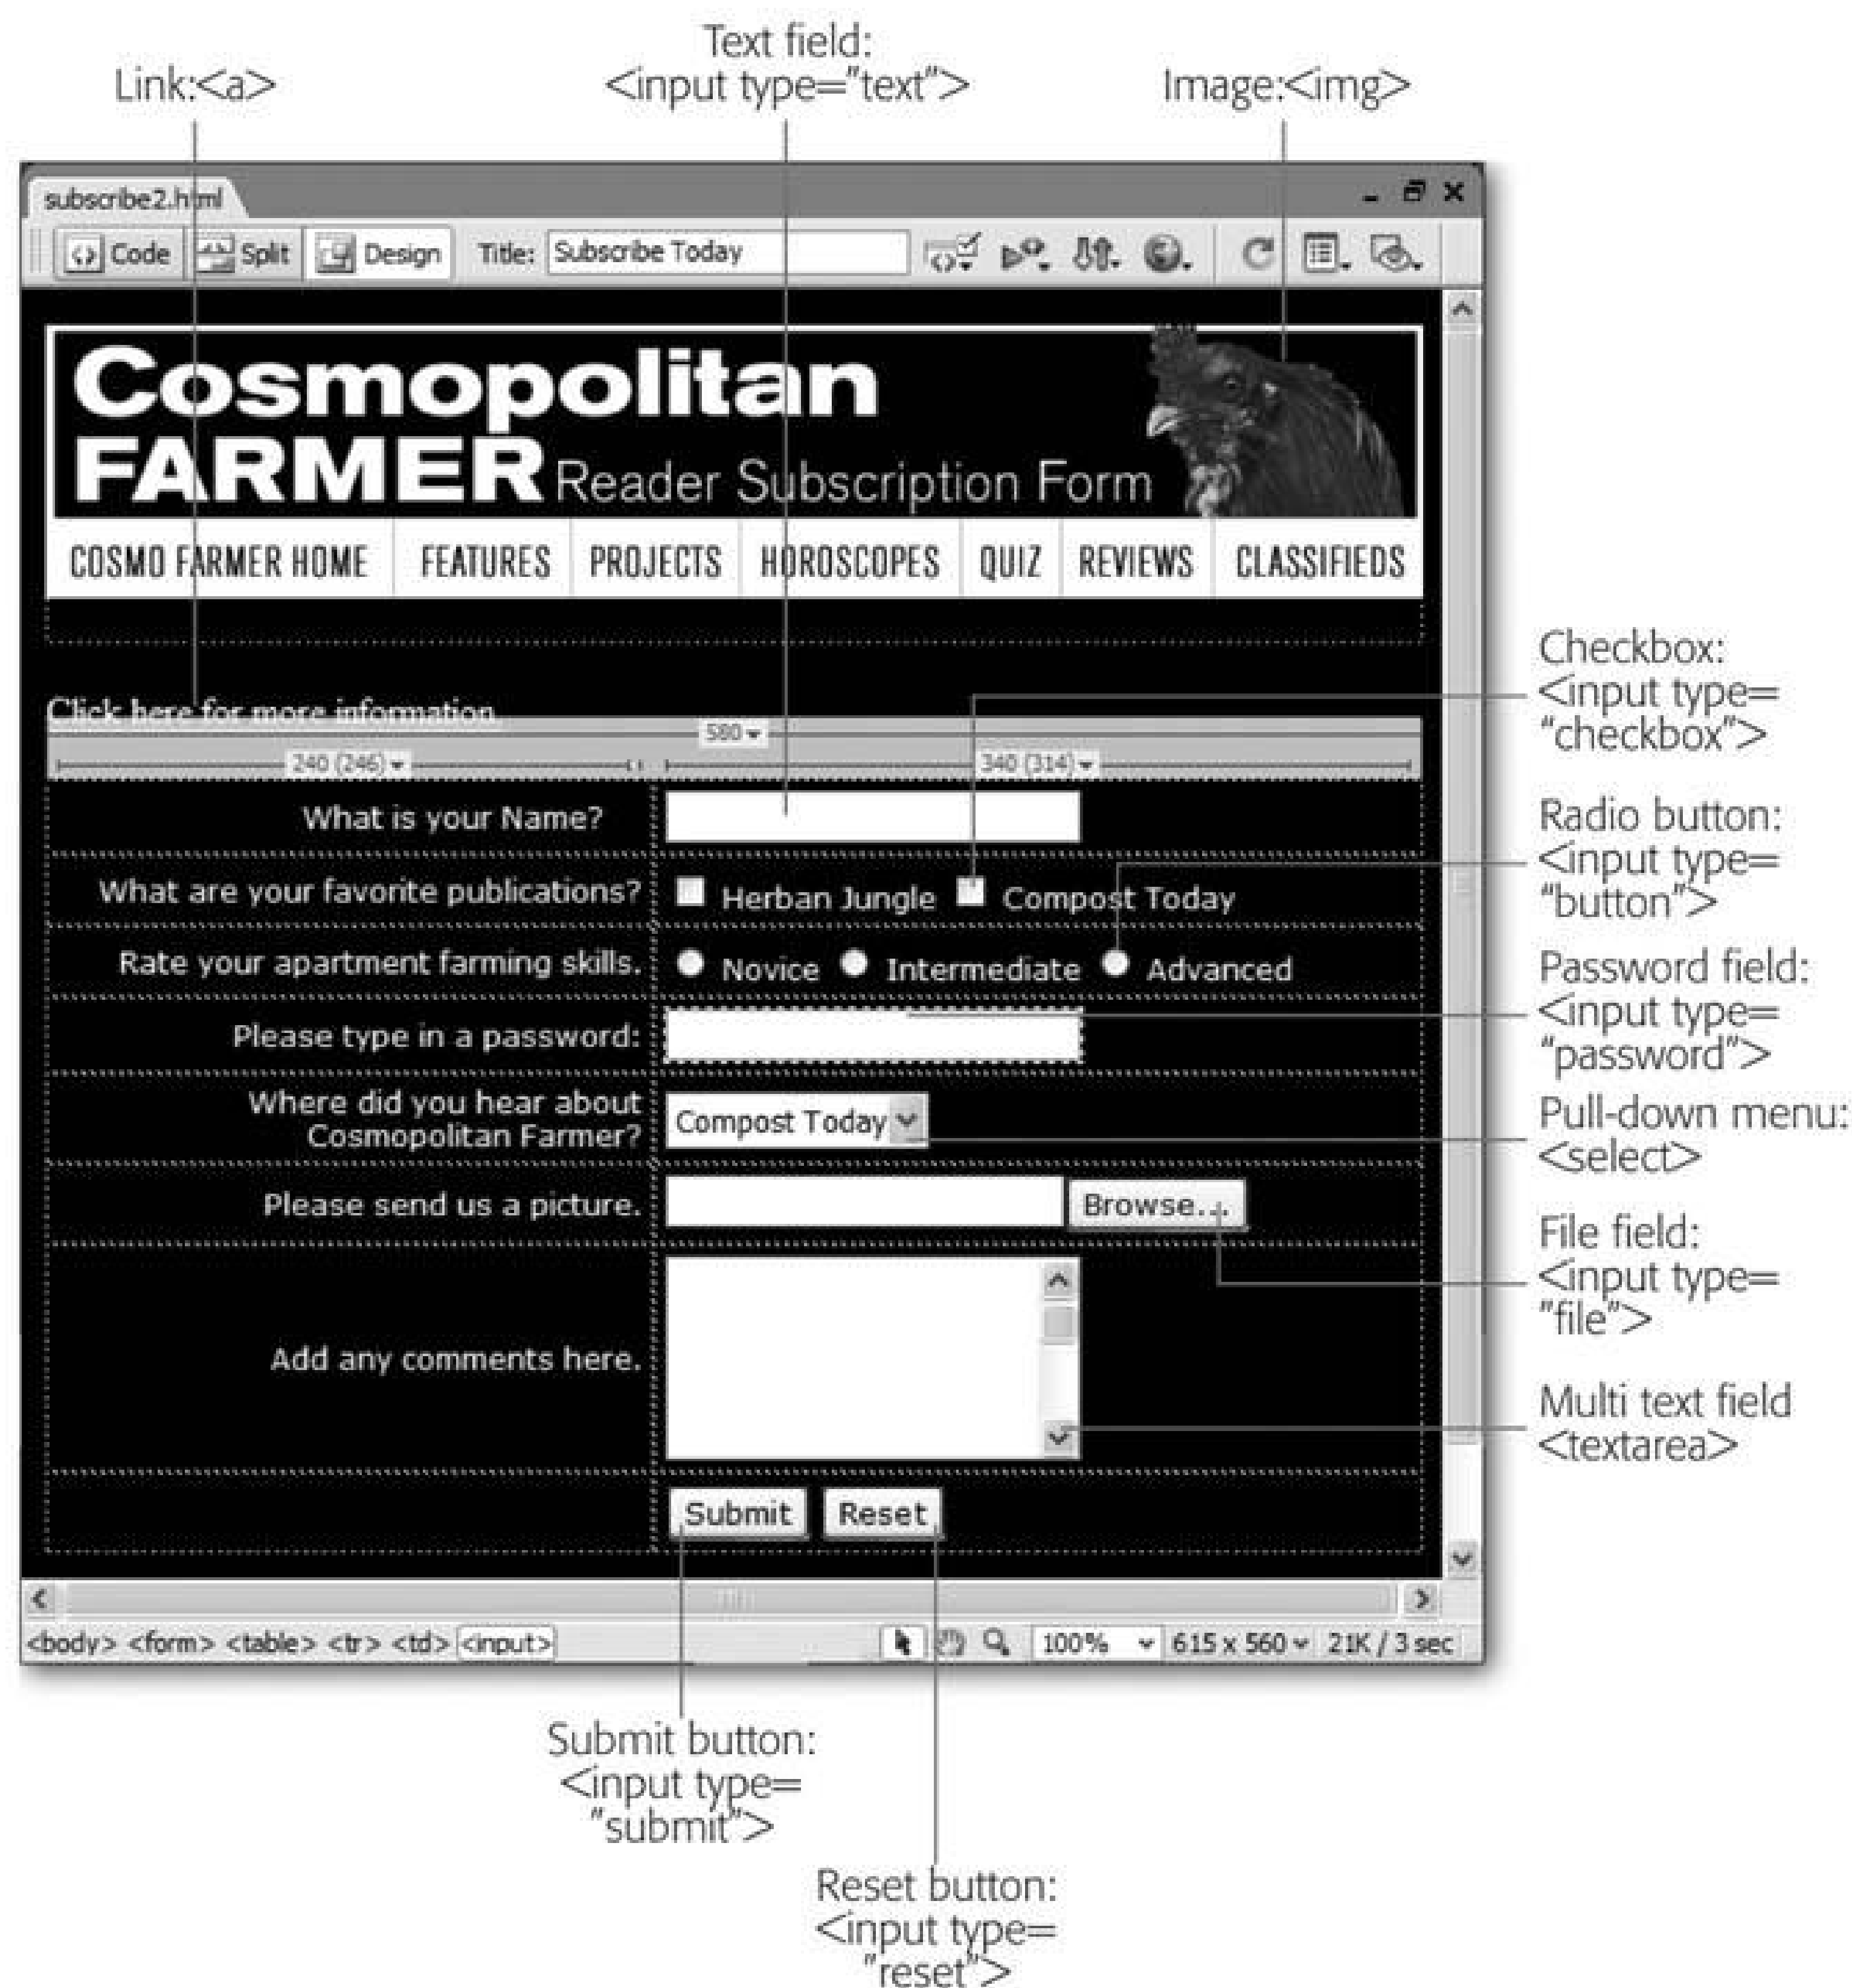 Link:<a>
Text field:
<input type="text">
Image:<img>
subscribe2.html
Code Split Design Title: Subscribe Today
Cosmopolitan
FARMER Reader Subscription Form
COSMO FARMER HOME FEATURES PROJECTS HOROSCOPES QUIZ REVIEWS CLASSIFIEDS
Click here for more information
580
240 (246) 340 (314)
What is your Name?
What are your favorite publications? Herban Jungle Compost Today
Rate your apartment farming skills. Novice Intermediate Advanced
Please type in a password:
Where did you hear about
Cosmopolitan Farmer?
Compost Today
Please send us a picture. Browse...
Add any comments here.
Submit Reset
<body> <form> <table> <tr> <td> <input> 100% 615 x 560 21K / 3 sec
Checkbox:
<input type=
"checkbox">
Radio button:
<input type=
"button">
Password field:
<input type=
"password">
Pull-down menu:
<select>
File field:
<input type=
"file">
Multi text field
<textarea>
Submit button:
<input type=
"submit">
Reset button:
<input type=
"reset">